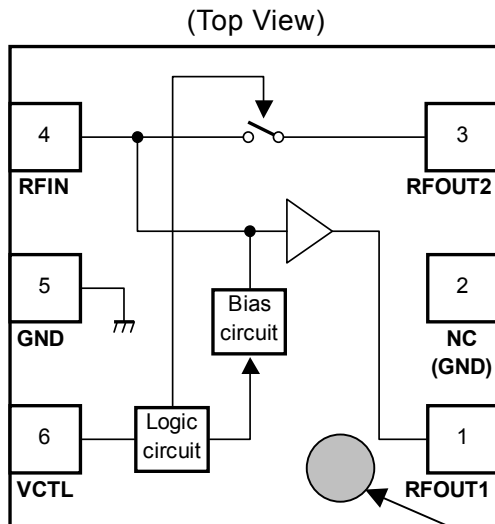 (Top View)
4
3
RFIN
RFOUT2
5
2
Bias
circuit
GND
NC
(GND)
6
Logic
circuit
1
VCTL
RFOUT1